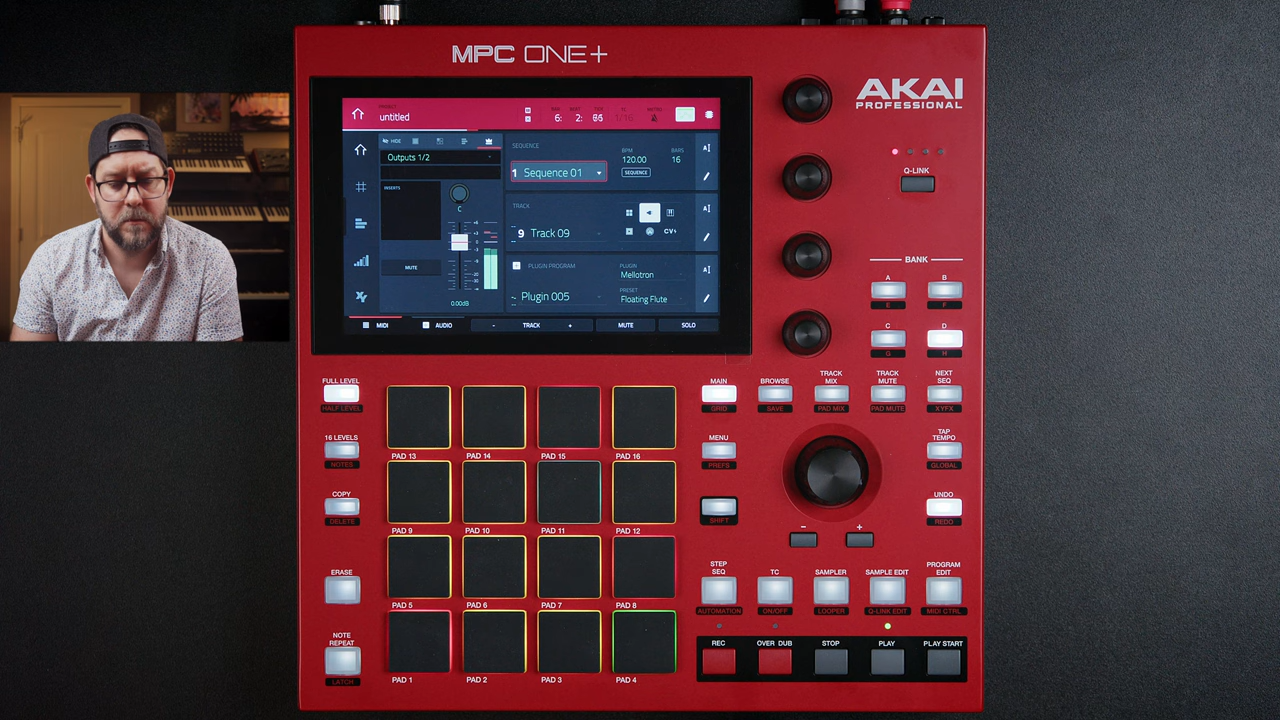 MPC ONE+
AKAI
PROFESSIONAL
PROJECT
untitled
6: 2: 66
1/16
HIDE
Outputs 1/2
INSERTS
C
MUTE
0.00dB
SEQUENCE
1 Sequence 01
BPM
120.00
SEQUENCE
BARS
16
TRACK
9 Track 09
CV
PLUGIN PROGRAM
Plugin 005
PLUGIN
Mellotron
PRESET
Floating Flute
MIDI
AUDIO
- TRACK +
MUTE
SOLO
Q-LINK
BANK
A
B
E
F
C
D
G
H
FULL LEVEL
HALF LEVEL
16 LEVELS
NOTES
COPY
DELETE
ERASE
NOTE
REPEAT
LATCH
PAD 13
PAD 14
PAD 15
PAD 16
PAD 9
PAD 10
PAD 11
PAD 12
PAD 5
PAD 6
PAD 7
PAD 8
PAD 1
PAD 2
PAD 3
PAD 4
MAIN
GRID
BROWSE
SAVE
TRACK
MIX
PAD MIX
TRACK
MUTE
PAD MUTE
NEXT
SEQ
XYFX
MENU
PREFS
SHIFT
TAP
TEMPO
GLOBAL
UNDO
REDO
- +
STEP
SEQ
AUTOMATION
TC
ON/OFF
SAMPLER
LOOPER
SAMPLE EDIT
Q-LINK EDIT
PROGRAM
EDIT
MIDI CTRL
REC
OVER DUB
STOP
PLAY
PLAY START